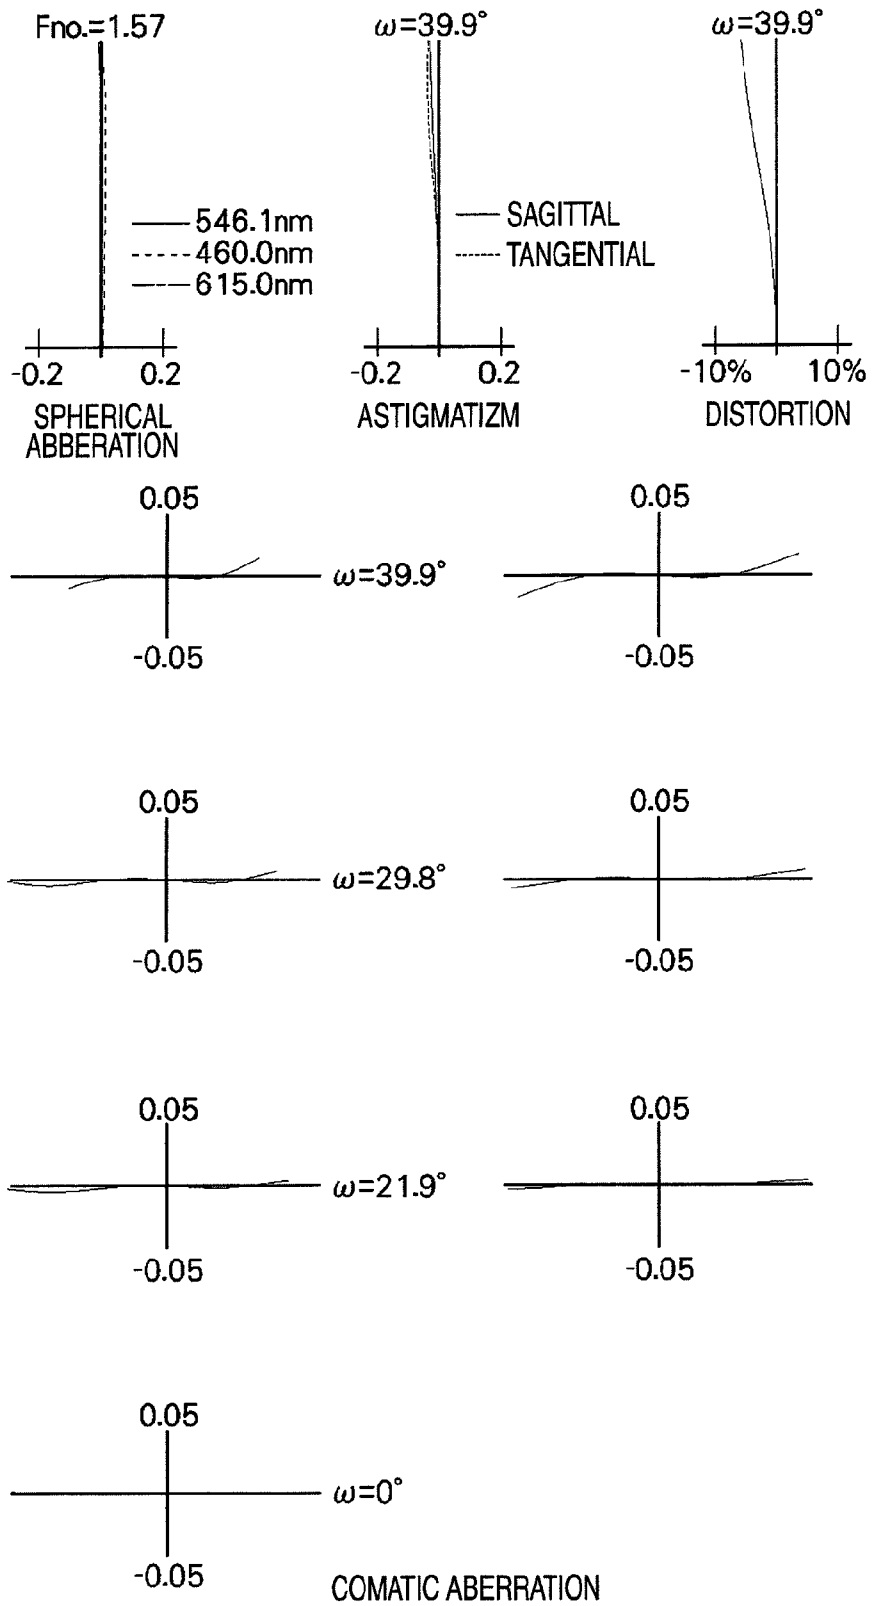 Fno.=1.57
ω=39.9°
ω=39.9°
546.1nm
460.0nm
615.0nm
SAGITTAL
TANGENTIAL
-0.2 0.2
-0.2 0.2
-10% 10%
SPHERICAL
ABBERATION
ASTIGMATIZM
DISTORTION
0.05
0.05
ω=39.9°
-0.05
-0.05
0.05
0.05
ω=29.8°
-0.05
-0.05
0.05
0.05
ω=21.9°
-0.05
-0.05
0.05
ω=0°
-0.05
COMATIC ABERRATION